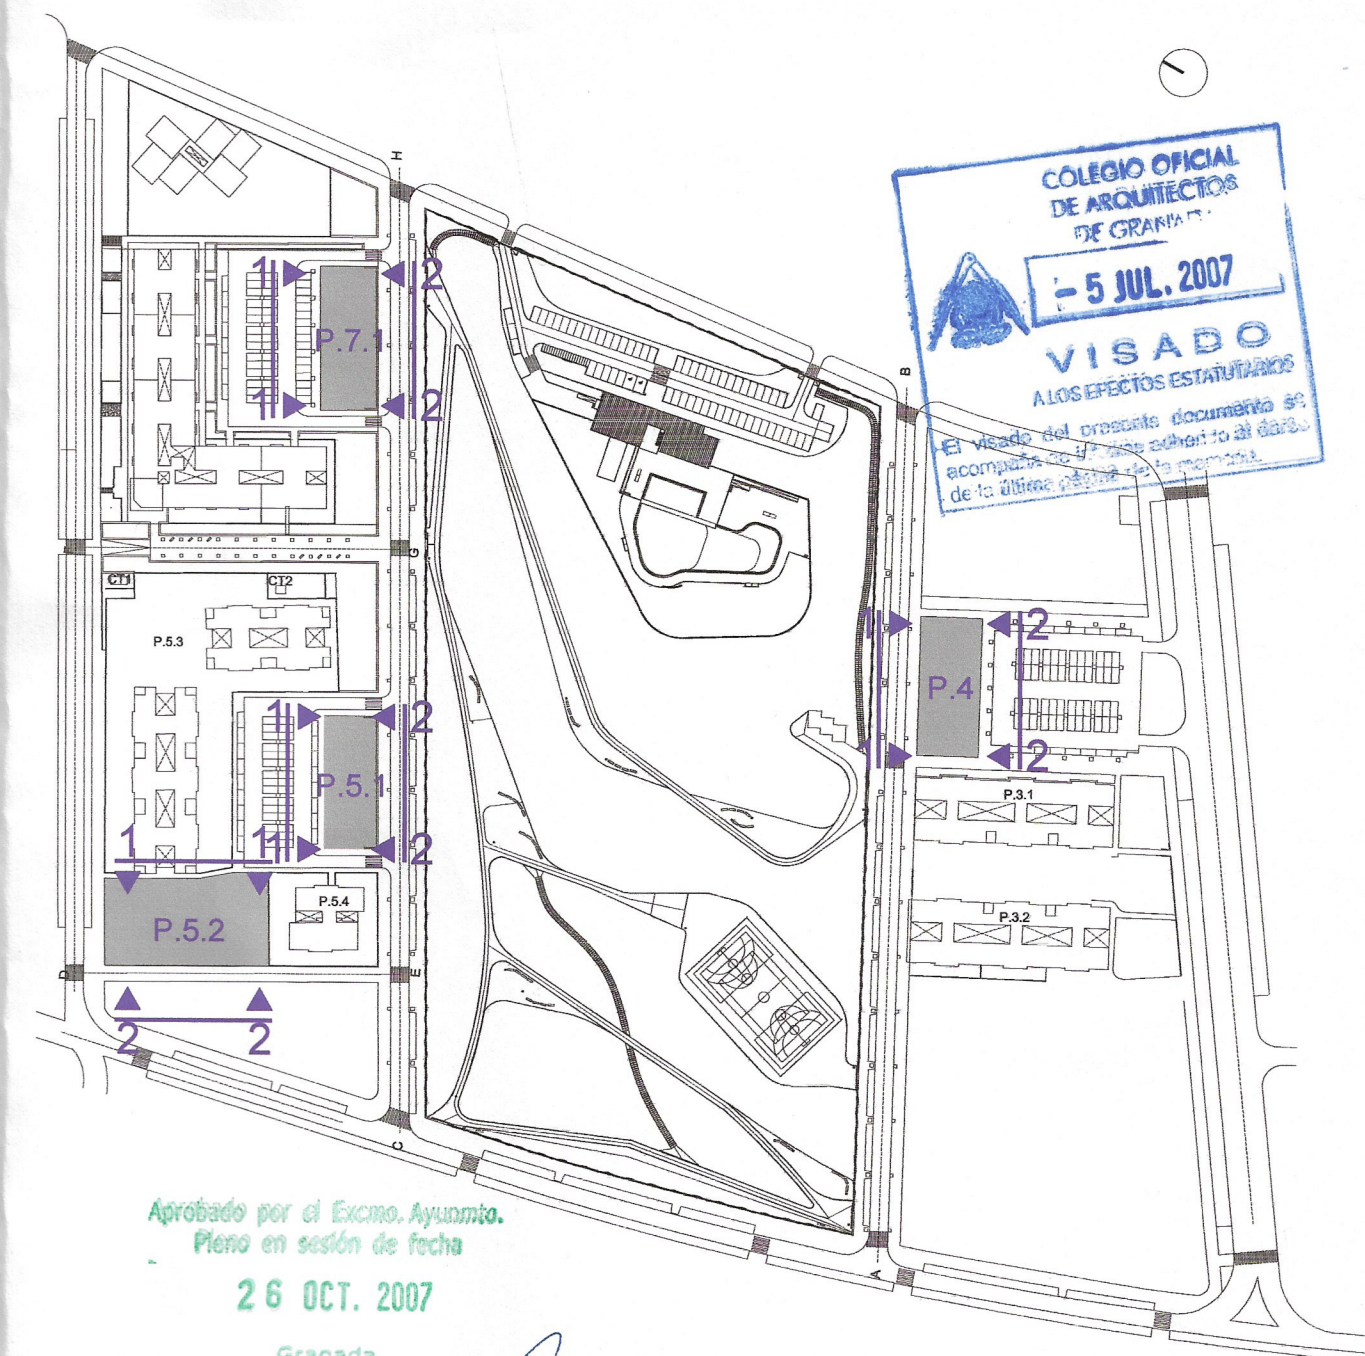 COLEGIO OFICIAL
DE ARQUITECTOS
DE
- 5 JUL. 2007
VISADO
A LOS EFECTOS ESTATUTARIOS
El visado del presente documento se
acompaña
de la última
H
B
1
2
P.7.1
1
2
G
CT1
CT2
P.5.3
1
2
P.4
1
2
1
2
P.5.1
P.3.1
1
1
2
P.5.4
P.5.2
P.3.2
D
E
2
2
C
A
Aprobado por el Excmo. Ayunmto.
Pleno en sesión de fecha
26 OCT. 2007
Granada